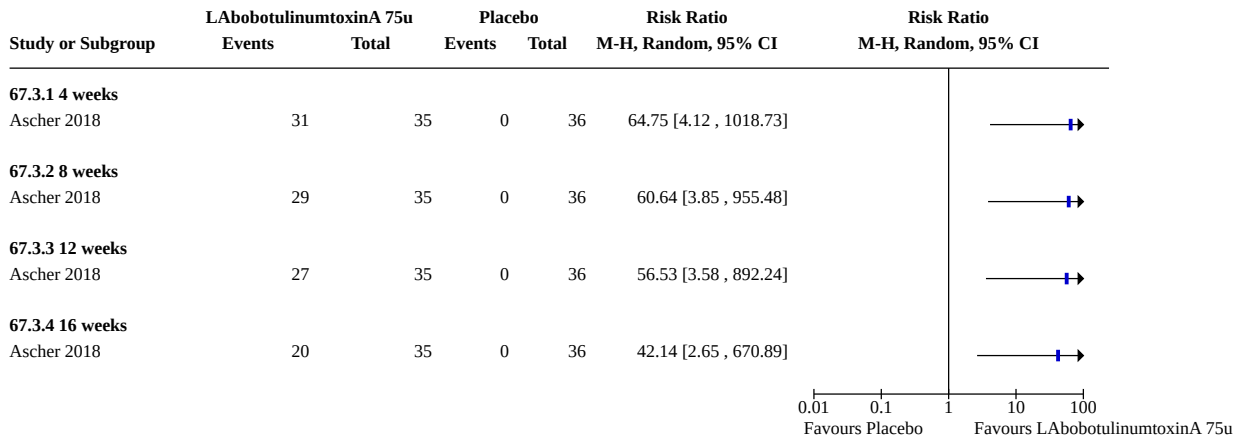 LAbobotulinumtoxinA 75u Placebo Risk Ratio Risk Ratio
Study or Subgroup Events Total Events Total M-H, Random, 95% CI M-H, Random, 95% CI
67.3.1 4 weeks
Ascher 2018 31 35 0 36 64.75 [4.12 , 1018.73]
67.3.2 8 weeks
Ascher 2018 29 35 0 36 60.64 [3.85 , 955.48]
67.3.3 12 weeks
Ascher 2018 27 35 0 36 56.53 [3.58 , 892.24]
67.3.4 16 weeks
Ascher 2018 20 35 0 36 42.14 [2.65 , 670.89]
0.01 0.1 1 10 100
Favours Placebo Favours LAbobotulinumtoxinA 75u